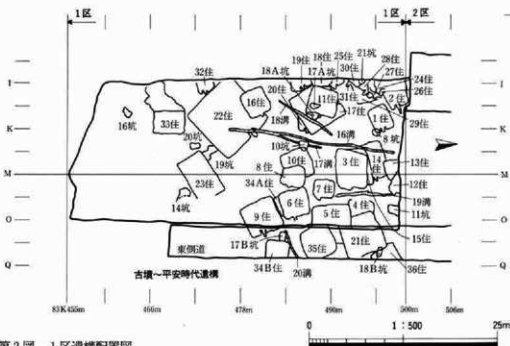 1区 1区 2区
32住 18A坑 19住 17A坑 18住 25住 30住 21坑 28住 27住 24住 26住
I I
20住 16住 11住 31住 2住
22住 18溝 17住 1住 29住
K 16坑 33住 16溝 8坑 K
20坑 10坑
19坑 10住 17溝 3住 14住 13住
M 8住 M
23住 34A住 7住 12住
14坑 6住 4住 19溝
O 9住 5住 11坑 O
17B坑 15住
東側道 35住 21住
Q 34B住 20溝 18B坑 36住 Q
古墳〜平安時代遺構
83K455m 466m 478m 490m 500m 506m
0 1:500 25m
第3図 1区遺構配置図